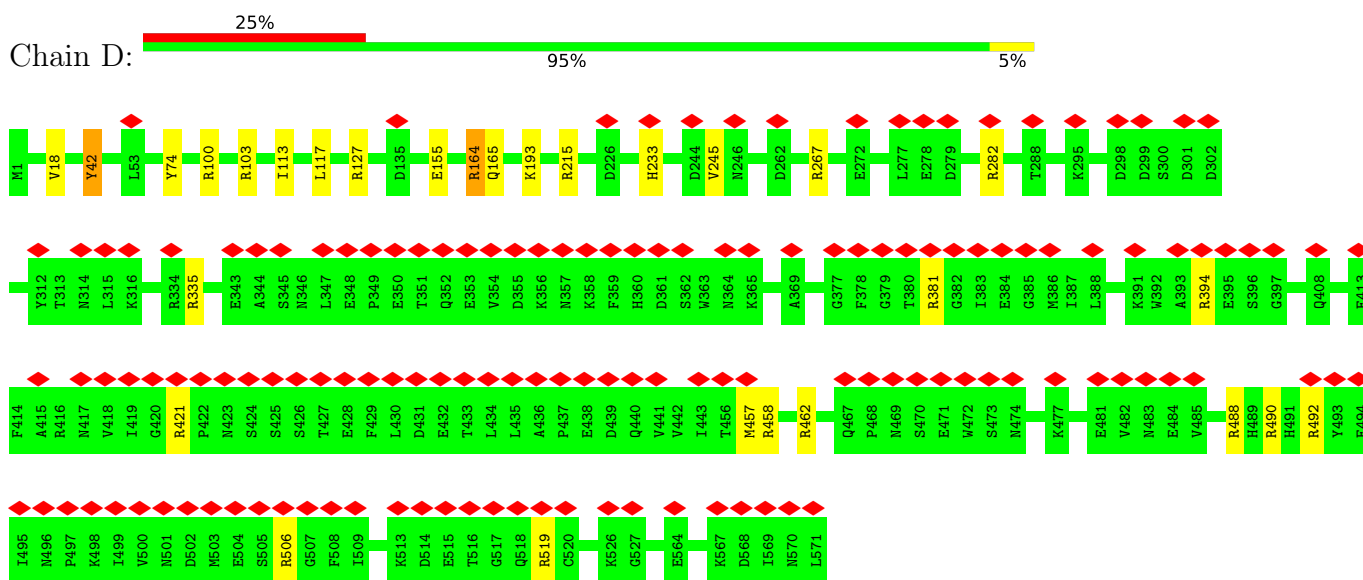 25%
Chain D:
95% 5%
M1 V18 Y42 L53 Y74 R100 R103 I113 L117 R127 D135 E155 R164 Q165 K193 R215 D226 H233 D244 V245 N246 D262 R267 E272 L277 E278 D279 R282 T288 K295 D298 D299 S300 D301 D302
Y312 T313 N314 L315 K316 R334 R335 E343 A344 S345 N346 L347 E348 P349 E350 T351 Q352 E353 V354 D355 K356 N357 K358 F359 H360 D361 S362 W363 N364 K365 A369 G377 F378 G379 T380 R381 G382 I383 E384 G385 M386 I387 L388 K391 W392 A393 R394 E395 S396 G397 Q408
F414 A415 R416 N417 V418 I419 G420 R421 P422 N423 S424 S425 S426 T427 E428 F429 L430 D431 E432 T433 L434 L435 A436 P437 E438 D439 Q440 V441 V442 I443 T456 M457 R458 R462 Q467 P468 N469 S470 E471 W472 S473 N474 K477 E481 V482 N483 E484 V485 R488 H489 R490 H491 R492 Y493
I495 N496 P497 K498 I499 V500 N501 D502 M503 E504 S505 R506 G507 F508 I509 K513 D514 E515 T516 G517 Q518 R519 C520 K526 G527 E564 K567 D568 I569 N570 L571